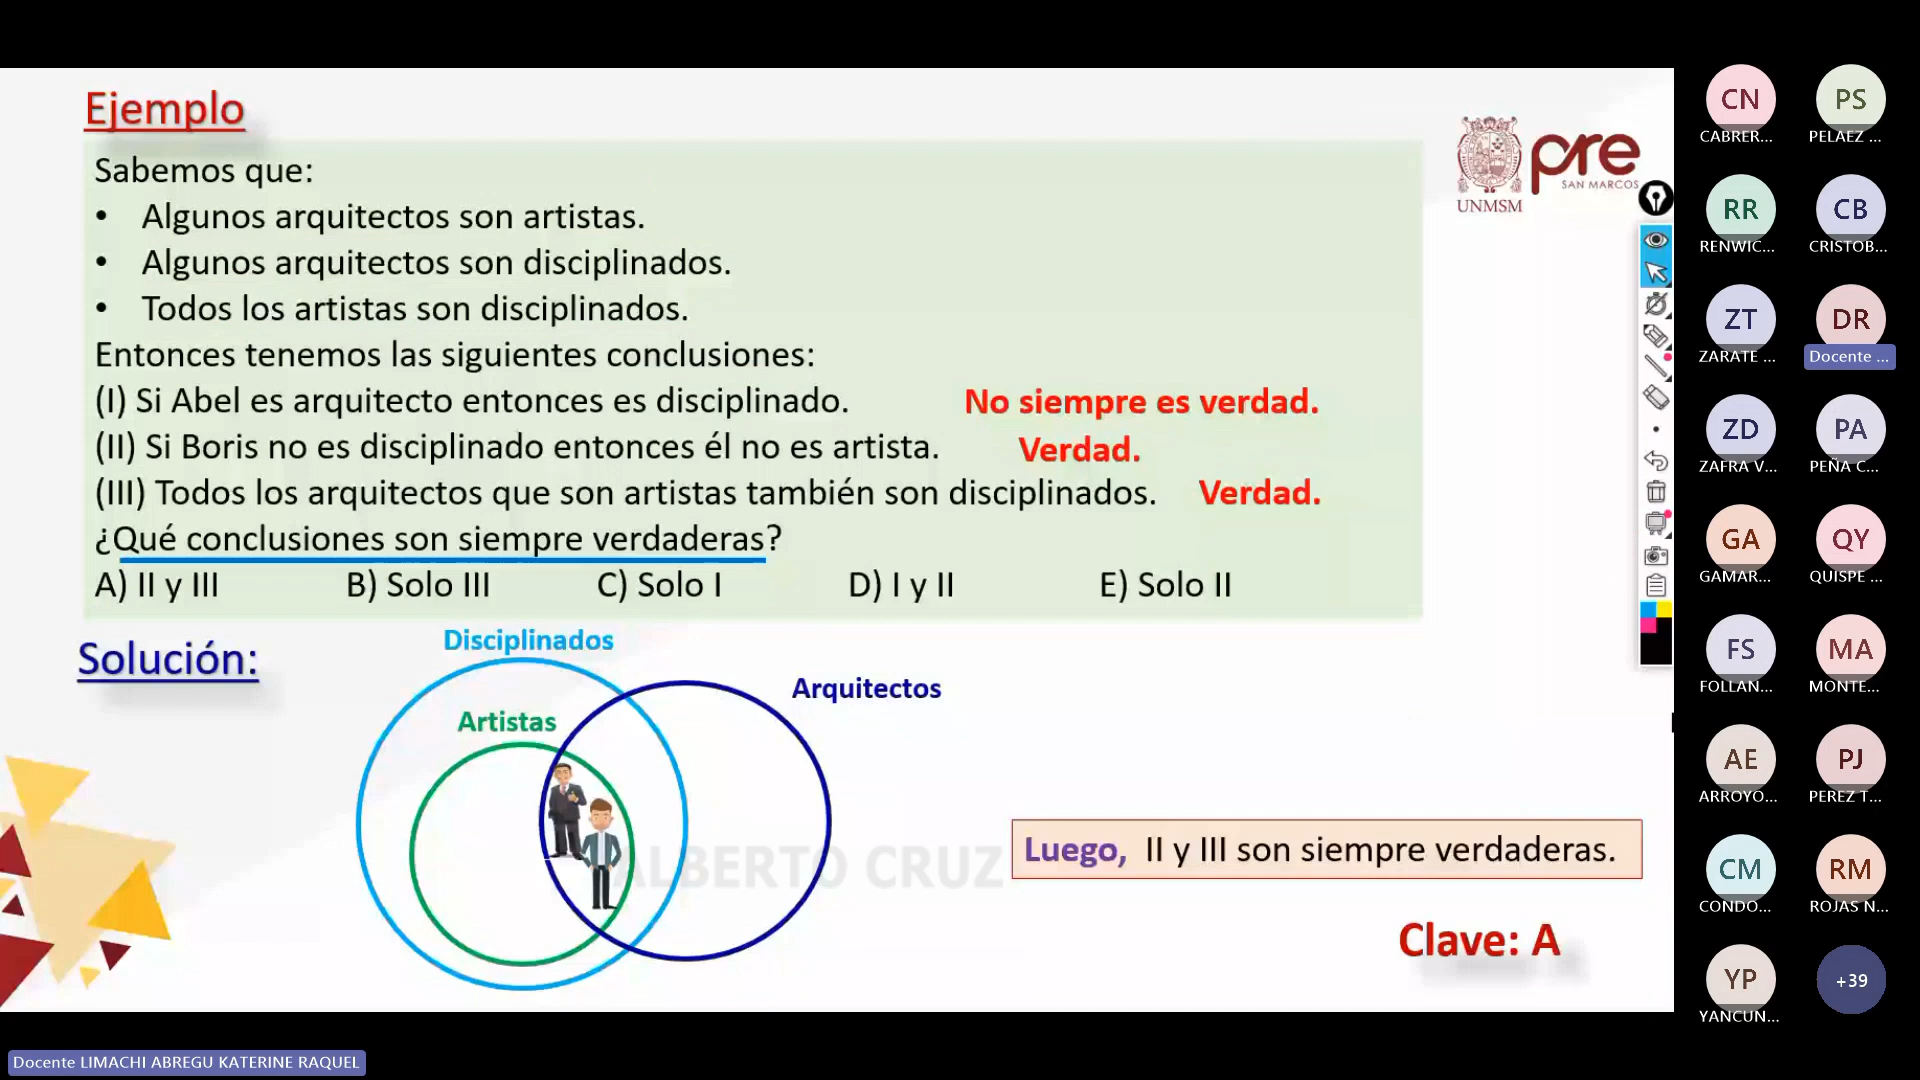 Ejemplo
Sabemos que:
• Algunos arquitectos son artistas.
• Algunos arquitectos son disciplinados.
• Todos los artistas son disciplinados.
Entonces tenemos las siguientes conclusiones:
(I) Si Abel es arquitecto entonces es disciplinado. No siempre es verdad.
(II) Si Boris no es disciplinado entonces él no es artista. Verdad.
(III) Todos los arquitectos que son artistas también son disciplinados. Verdad.
¿Qué conclusiones son siempre verdaderas?
A) II y III B) Solo III C) Solo I D) I y II E) Solo II
UNMSM
pre
SAN MARCOS
Solución:
Disciplinados
Arquitectos
Artistas
ALBERTO CRUZ
Luego, II y III son siempre verdaderas.
Clave: A
CN PS
CABRER... PELAEZ ...
RR CB
RENWIC... CRISTOB...
ZT DR
ZARATE ... Docente ...
ZD PA
ZAFRA V... PEÑA C...
GA QY
GAMAR... QUISPE ...
FS MA
FOLLAN... MONTE...
AE PJ
ARROYO... PEREZ T...
CM RM
CONDO... ROJAS N...
YP +39
YANCUN...
Docente LIMACHI ABREGU KATERINE RAQUEL